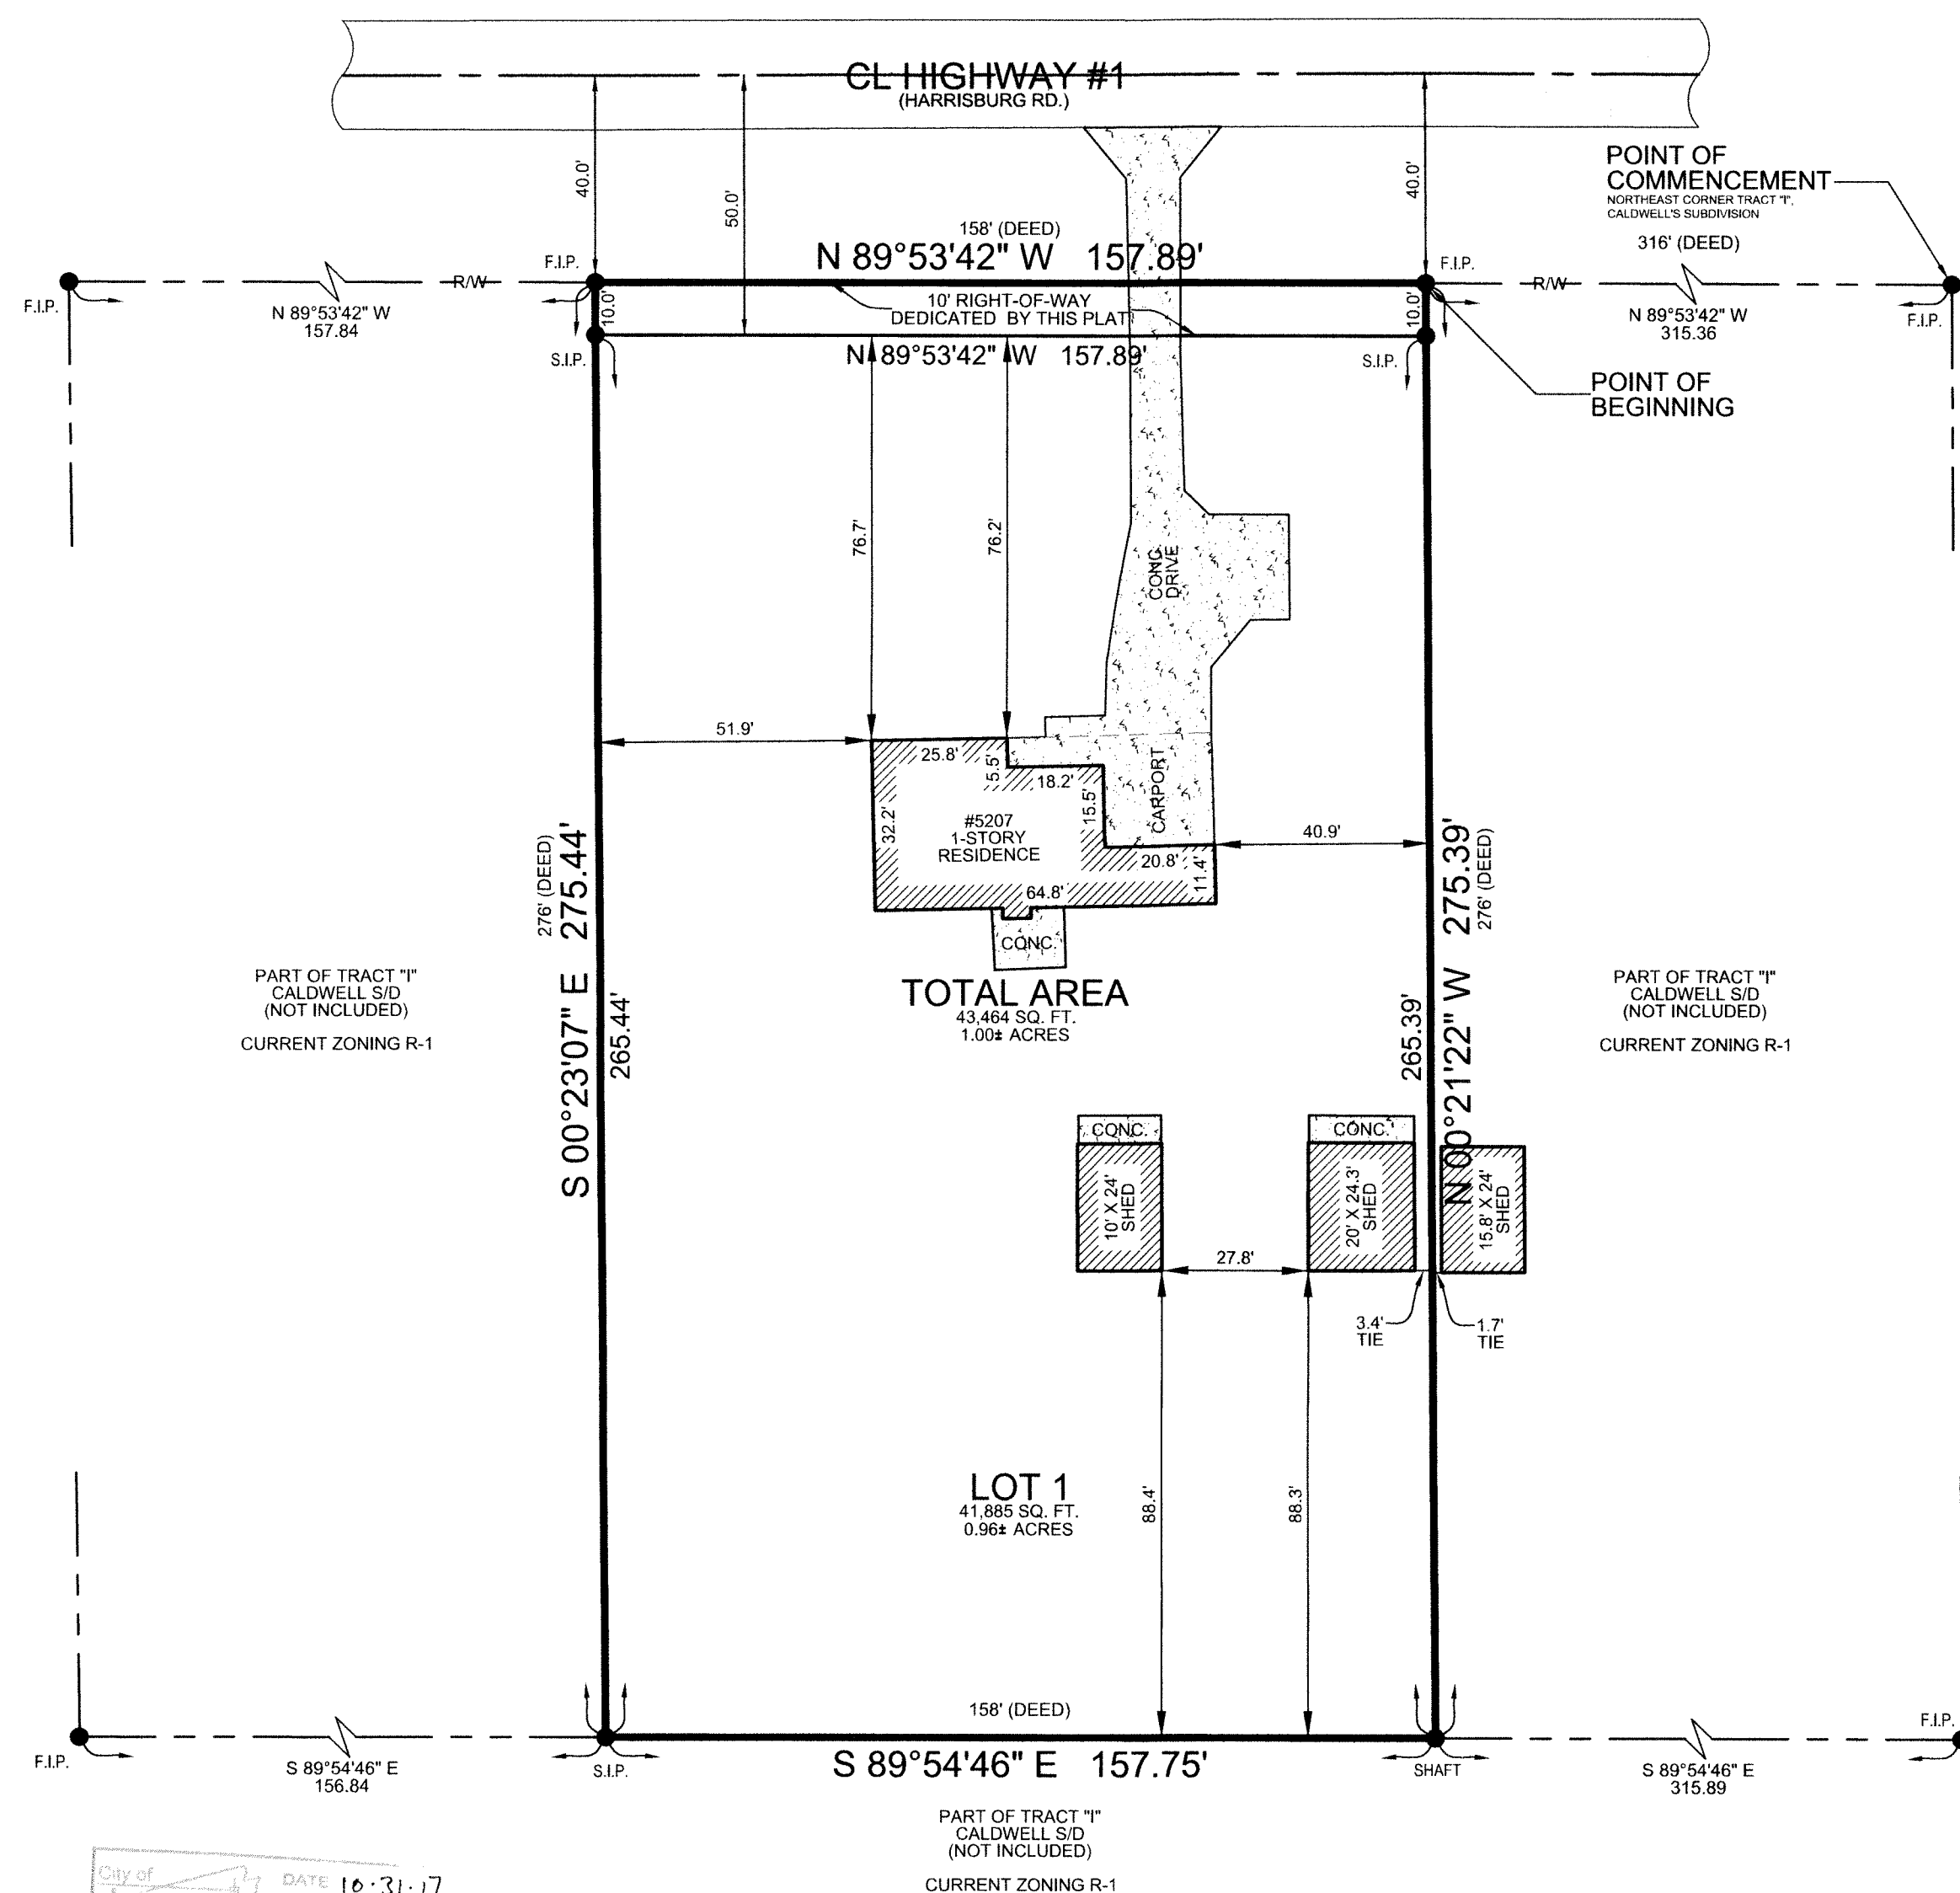 CL HIGHWAY #1
(HARRISBURG RD.)
40.0'
50.0'
40.0'
POINT OF
COMMENCEMENT
NORTHEAST CORNER TRACT "I",
CALDWELL'S SUBDIVISION
316' (DEED)
158' (DEED)
N 89°53'42" W 157.89'
F.I.P.
F.I.P.
F.I.P.
R/W
N 89°53'42" W
157.84
10.0'
10' RIGHT-OF-WAY
DEDICATED BY THIS PLAT
10.0'
R/W
N 89°53'42" W
315.36
F.I.P.
S.I.P.
N 89°53'42" W 157.89'
S.I.P.
POINT OF
BEGINNING
76.7'
76.2'
CONC.
DRIVE
51.9'
25.8'
5.5'
18.2'
15.5'
32.2'
#5207
1-STORY
RESIDENCE
CARPORT
20.8'
11.4'
64.8'
40.9'
CONC.
276' (DEED)
S 00°23'07" E 275.44'
265.44'
265.39'
N 00°21'22" W 275.39'
276' (DEED)
PART OF TRACT "I"
CALDWELL S/D
(NOT INCLUDED)
CURRENT ZONING R-1
TOTAL AREA
43,464 SQ. FT.
1.00± ACRES
PART OF TRACT "I"
CALDWELL S/D
(NOT INCLUDED)
CURRENT ZONING R-1
CONC.
CONC.
10' X 24'
SHED
20' X 24.3'
SHED
15.8' X 24'
SHED
27.8'
3.4'
TIE
1.7'
TIE
LOT 1
41,885 SQ. FT.
0.96± ACRES
88.4'
88.3'
158' (DEED)
F.I.P.
F.I.P.
S 89°54'46" E
156.84
S.I.P.
S 89°54'46" E 157.75'
SHAFT
S 89°54'46" E
315.89
PART OF TRACT "I"
CALDWELL S/D
(NOT INCLUDED)
CURRENT ZONING R-1
City of
DATE 10·31·17